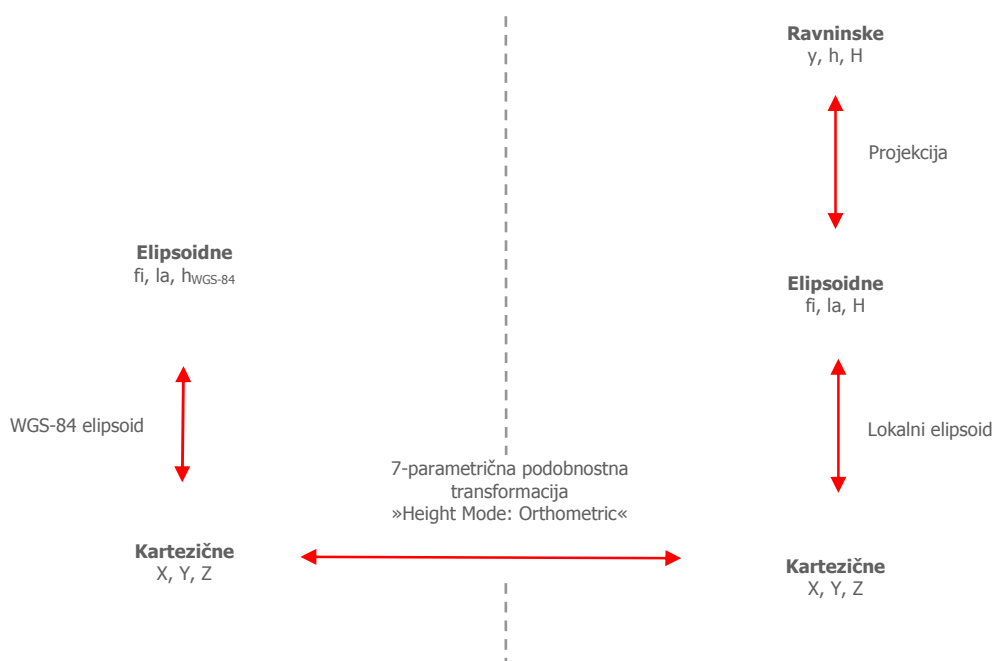 Ravninske
y, h, H
Projekcija
Elipsoidne
fi, la, hWGS-84
Elipsoidne
fi, la, H
WGS-84 elipsoid
Lokalni elipsoid
7-parametrična podobnostna
transformacija
»Height Mode: Orthometric«
Kartezične
X, Y, Z
Kartezične
X, Y, Z